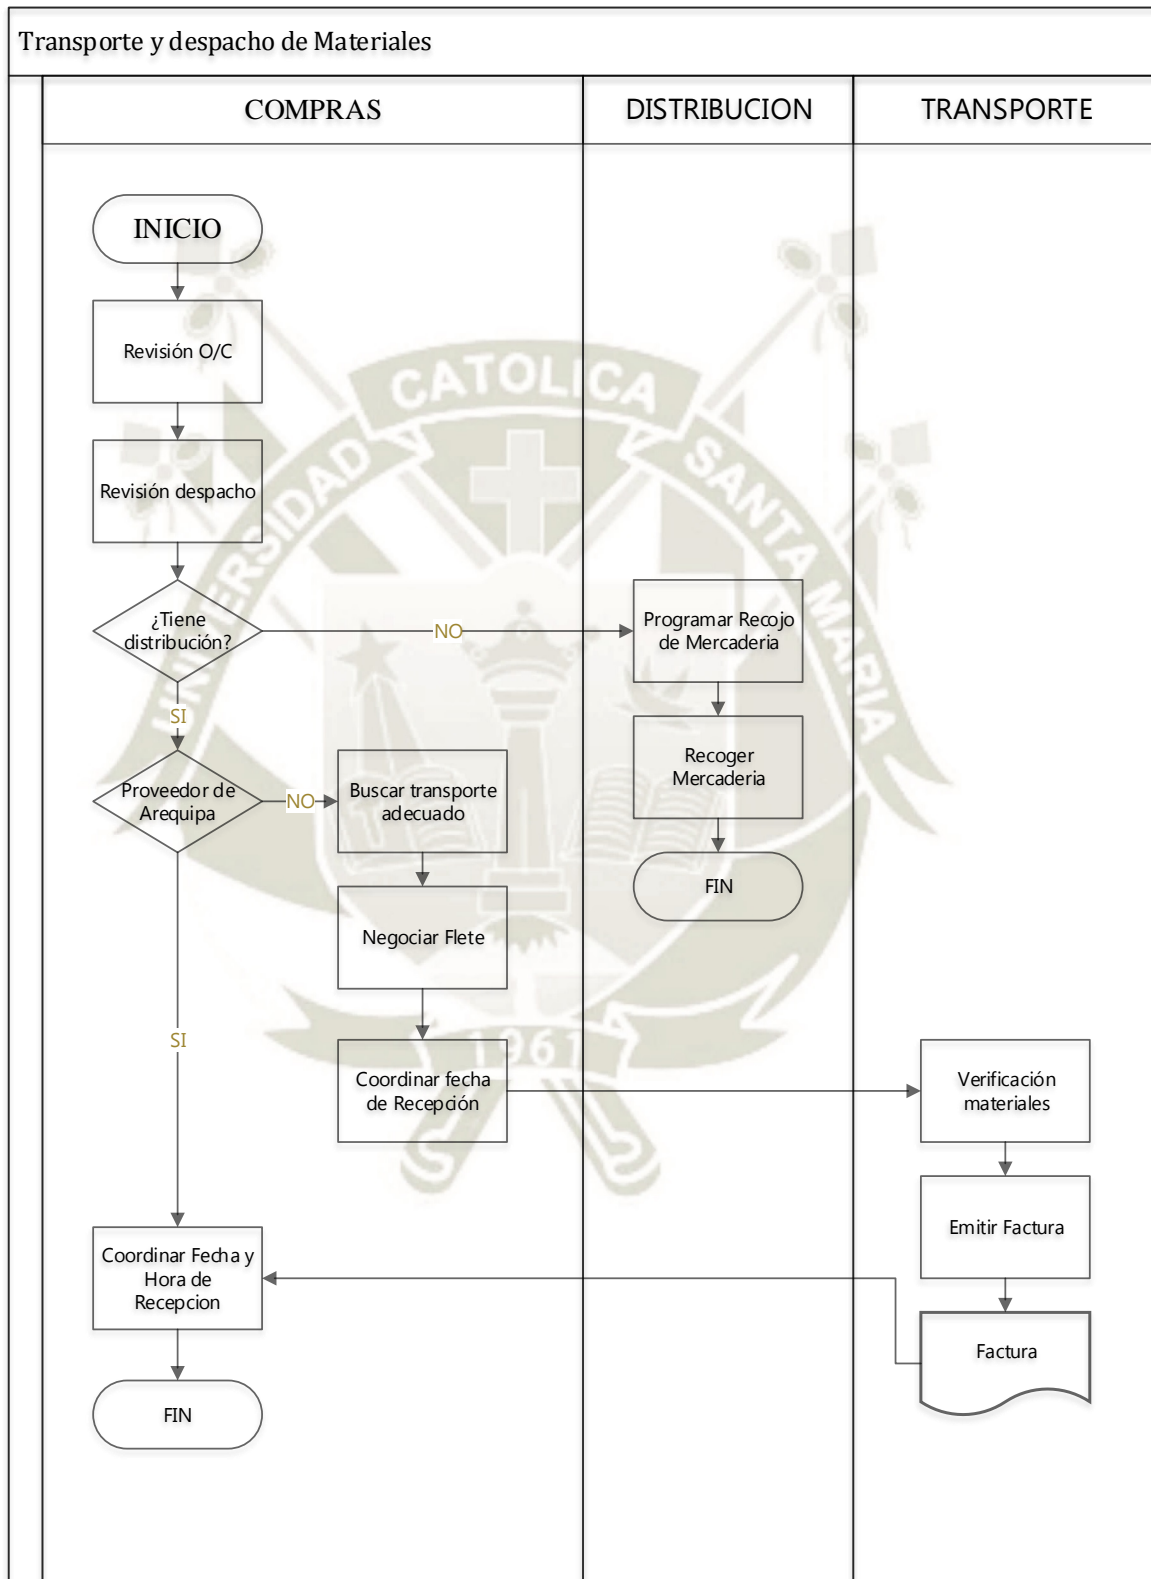 Transporte y despacho de Materiales
COMPRAS
DISTRIBUCION
TRANSPORTE
INICIO
Revisión O/C
Revisión despacho
¿Tiene
distribución?
NO
Programar Recojo
de Mercaderia
SI
Recoger
Mercaderia
Proveedor de
Arequipa
NO
Buscar transporte
adecuado
FIN
Negociar Flete
SI
Coordinar fecha
de Recepción
Verificación
materiales
Emitir Factura
Coordinar Fecha y
Hora de
Recepcion
Factura
FIN
UNIVERSIDAD
CATOLICA
SANTA MARIA
1961